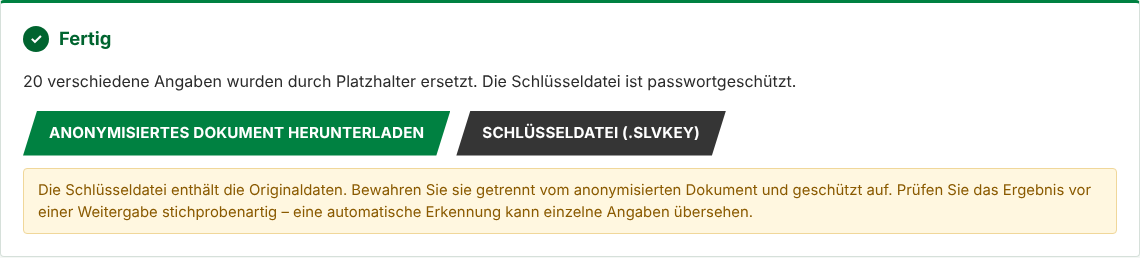 Fertig
20 verschiedene Angaben wurden durch Platzhalter ersetzt. Die Schlüsseldatei ist passwortgeschützt.
ANONYMISIERTES DOKUMENT HERUNTERLADEN
SCHLÜSSELDATEI (.SLVKEY)
Die Schlüsseldatei enthält die Originaldaten. Bewahren Sie sie getrennt vom anonymisierten Dokument und geschützt auf. Prüfen Sie das Ergebnis vor
einer Weitergabe stichprobenartig – eine automatische Erkennung kann einzelne Angaben übersehen.